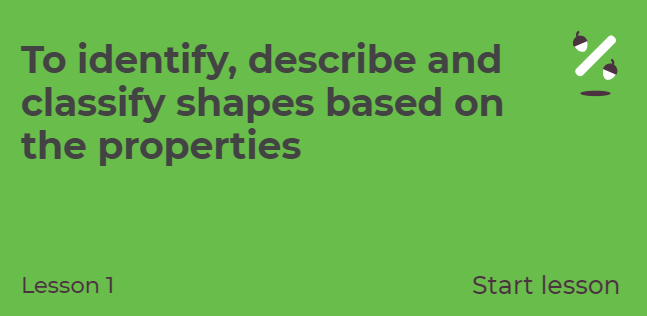 To identify, describe and
classify shapes based on
the properties
Lesson 1
Start lesson